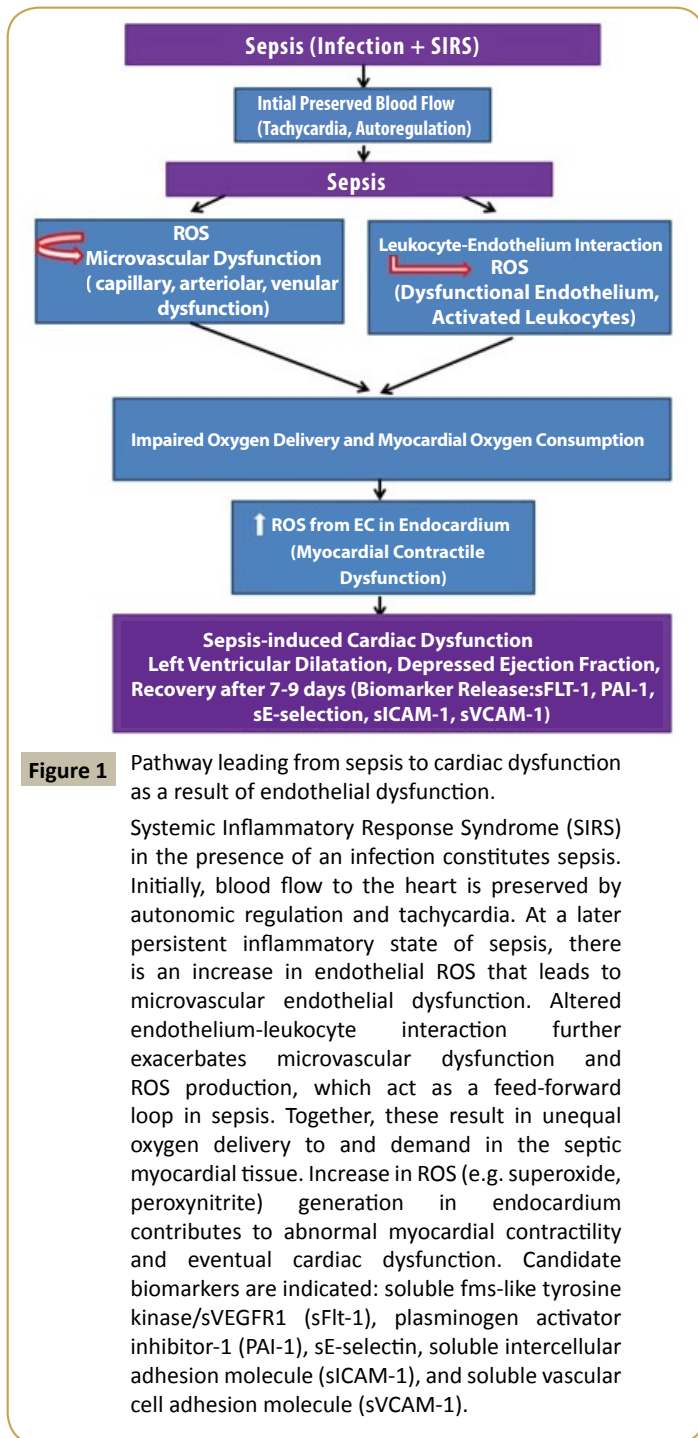 Sepsis (Infection + SIRS)
Intial Preserved Blood Flow
(Tachycardia, Autoregulation)
Sepsis
ROS
Microvascular Dysfunction
( capillary, arteriolar, venular
dysfunction)
Leukocyte-Endothelium Interaction
ROS
(Dysfunctional Endothelium,
Activated Leukocytes)
Impaired Oxygen Delivery and Myocardial Oxygen Consumption
ROS from EC in Endocardium
(Myocardial Contractile
Dysfunction)
Sepsis-induced Cardiac Dysfunction
Left Ventricular Dilatation, Depressed Ejection Fraction,
Recovery after 7-9 days (Biomarker Release:sFLT-1, PAI-1,
sE-selection, sICAM-1, sVCAM-1)
Figure 1
Pathway leading from sepsis to cardiac dysfunction
as a result of endothelial dysfunction.
Systemic Inflammatory Response Syndrome (SIRS)
in the presence of an infection constitutes sepsis.
Initially, blood flow to the heart is preserved by
autonomic regulation and tachycardia. At a later
persistent inflammatory state of sepsis, there
is an increase in endothelial ROS that leads to
microvascular endothelial dysfunction. Altered
endothelium-leukocyte interaction further
exacerbates microvascular dysfunction and
ROS production, which act as a feed-forward
loop in sepsis. Together, these result in unequal
oxygen delivery to and demand in the septic
myocardial tissue. Increase in ROS (e.g. superoxide,
peroxynitrite) generation in endocardium
contributes to abnormal myocardial contractility
and eventual cardiac dysfunction. Candidate
biomarkers are indicated: soluble fms-like tyrosine
kinase/sVEGFR1 (sFlt-1), plasminogen activator
inhibitor-1 (PAI-1), sE-selectin, soluble intercellular
adhesion molecule (sICAM-1), and soluble vascular
cell adhesion molecule (sVCAM-1).